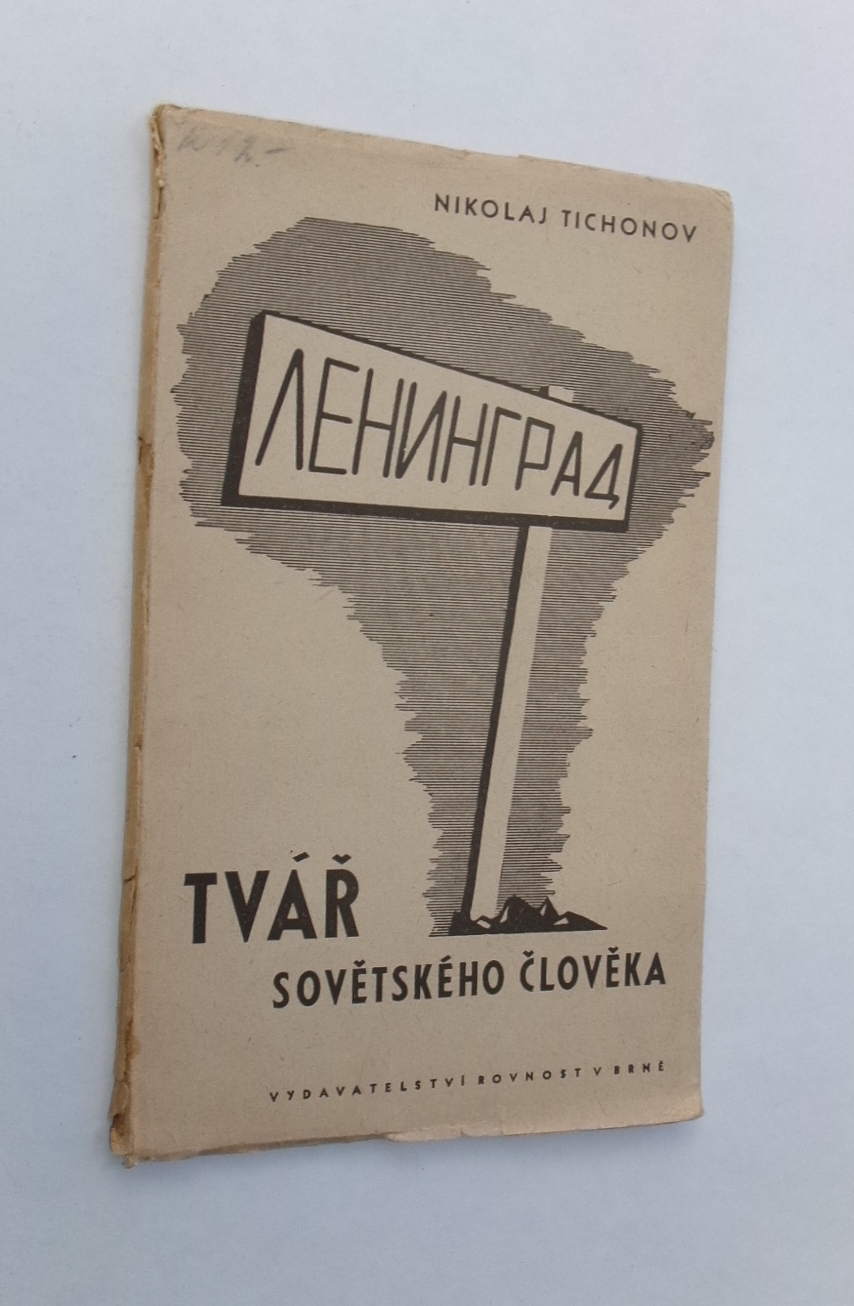 NIKOLAJ TICHONOV
ЛЕНИНГРАД
TVÁŘ
SOVĚTSKÉHO ČLOVĚKA
VYDAVATELSTVÍ ROVNOST V BRNĚ